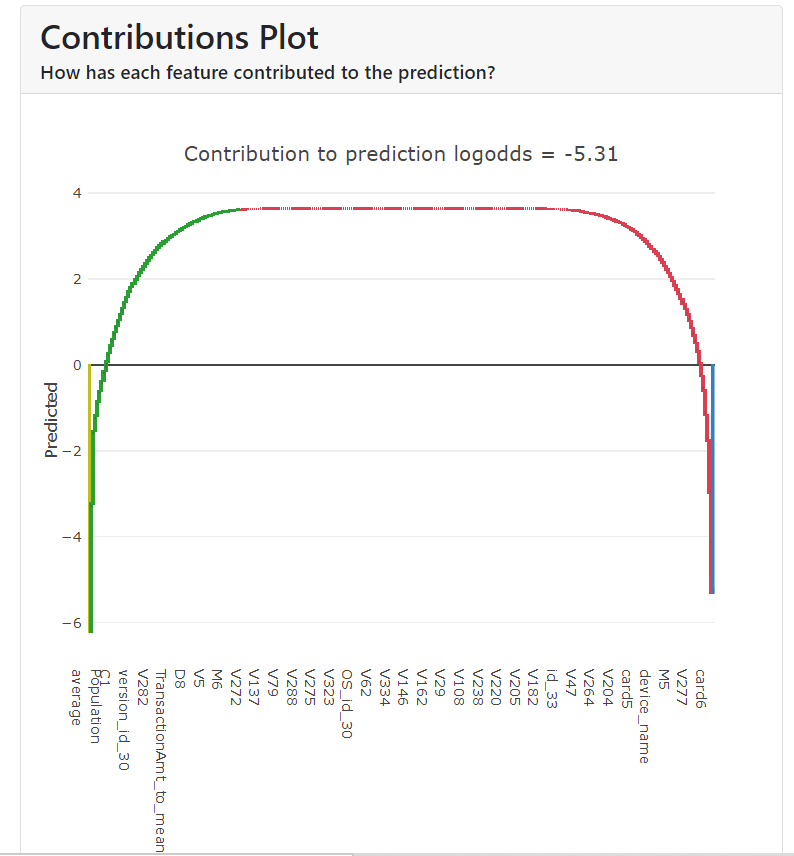 Contributions Plot
How has each feature contributed to the prediction?
Contribution to prediction logodds = -5.31
4
2
0
−2
−4
−6
Predicted
average
Population
C1
version_id_30
V282
TransactionAmt_to_mean
D8
V5
M6
V272
V137
V79
V288
V275
V323
OS_id_30
V62
V334
V146
V162
V29
V108
V238
V220
V205
V182
id_33
V47
V264
V204
card5
device_name
M5
V277
card6